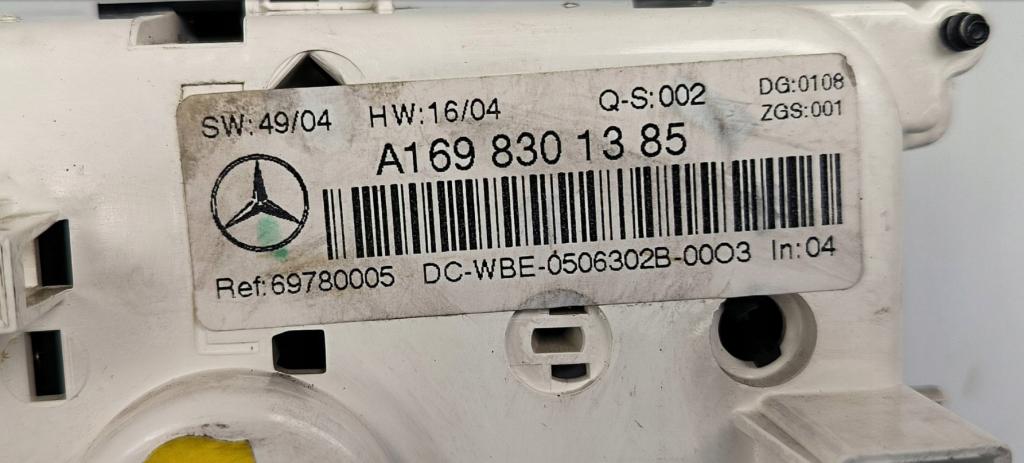 SW:49/04 HW:16/04 Q-S:002 DG:0108
ZGS:001
A169 830 13 85
Ref:69780005 DC-WBE-0506302B-0003 In:04